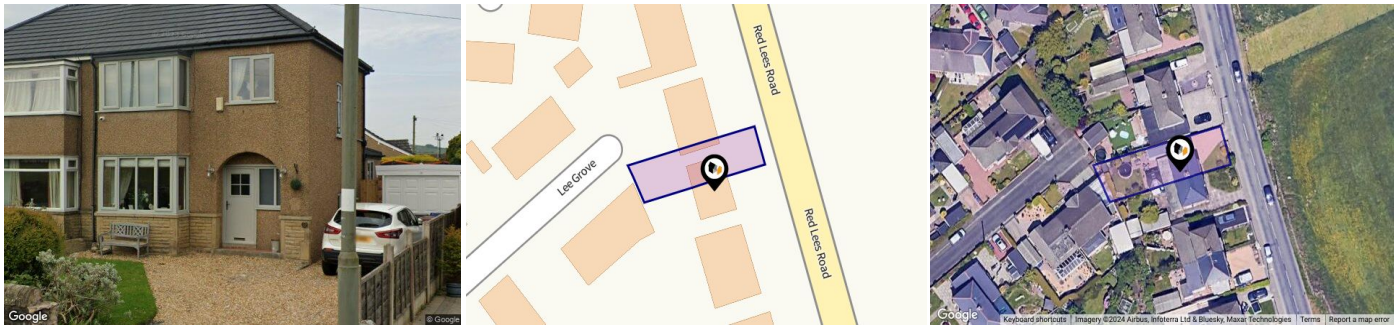 Google
© Google
Lee Grove
Red Lees Road
Red Lees Road
Google
Keyboard shortcuts
Imagery ©2024 Airbus, Infoterra Ltd & Bluesky, Maxar Technologies
Terms
Report a map error